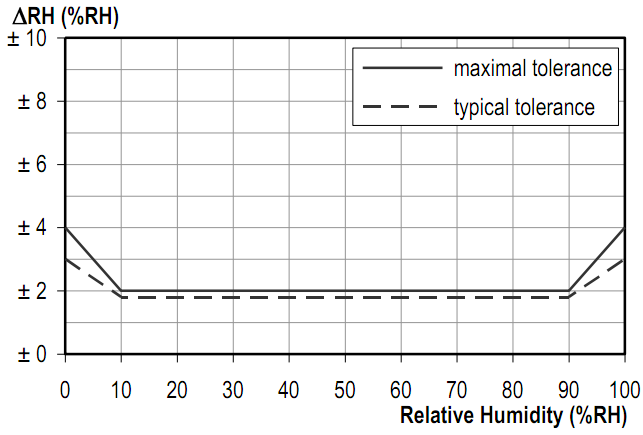 ΔRH (%RH)
± 10
± 8
± 6
± 4
± 2
± 0
maximal tolerance
typical tolerance
0 10 20 30 40 50 60 70 80 90 100
Relative Humidity (%RH)